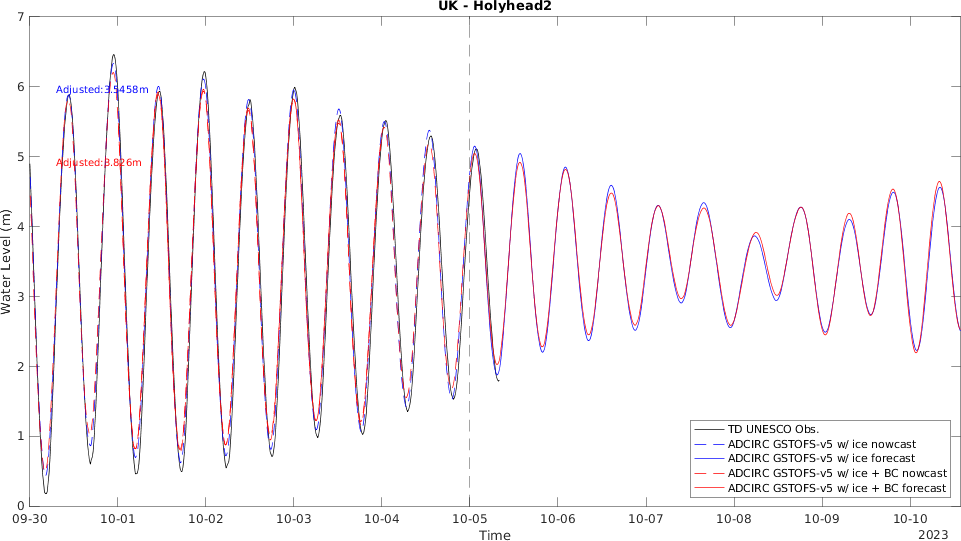 UK - Holyhead2
7
6
5
4
3
2
1
0
Water Level (m)
Adjusted:3.5458m
Adjusted:3.826m
09-30 10-01 10-02 10-03 10-04 10-05 10-06 10-07 10-08 10-09 10-10
Time
2023
TD UNESCO Obs.
ADCIRC GSTOFS-v5 w/ ice nowcast
ADCIRC GSTOFS-v5 w/ ice forecast
ADCIRC GSTOFS-v5 w/ ice + BC nowcast
ADCIRC GSTOFS-v5 w/ ice + BC forecast